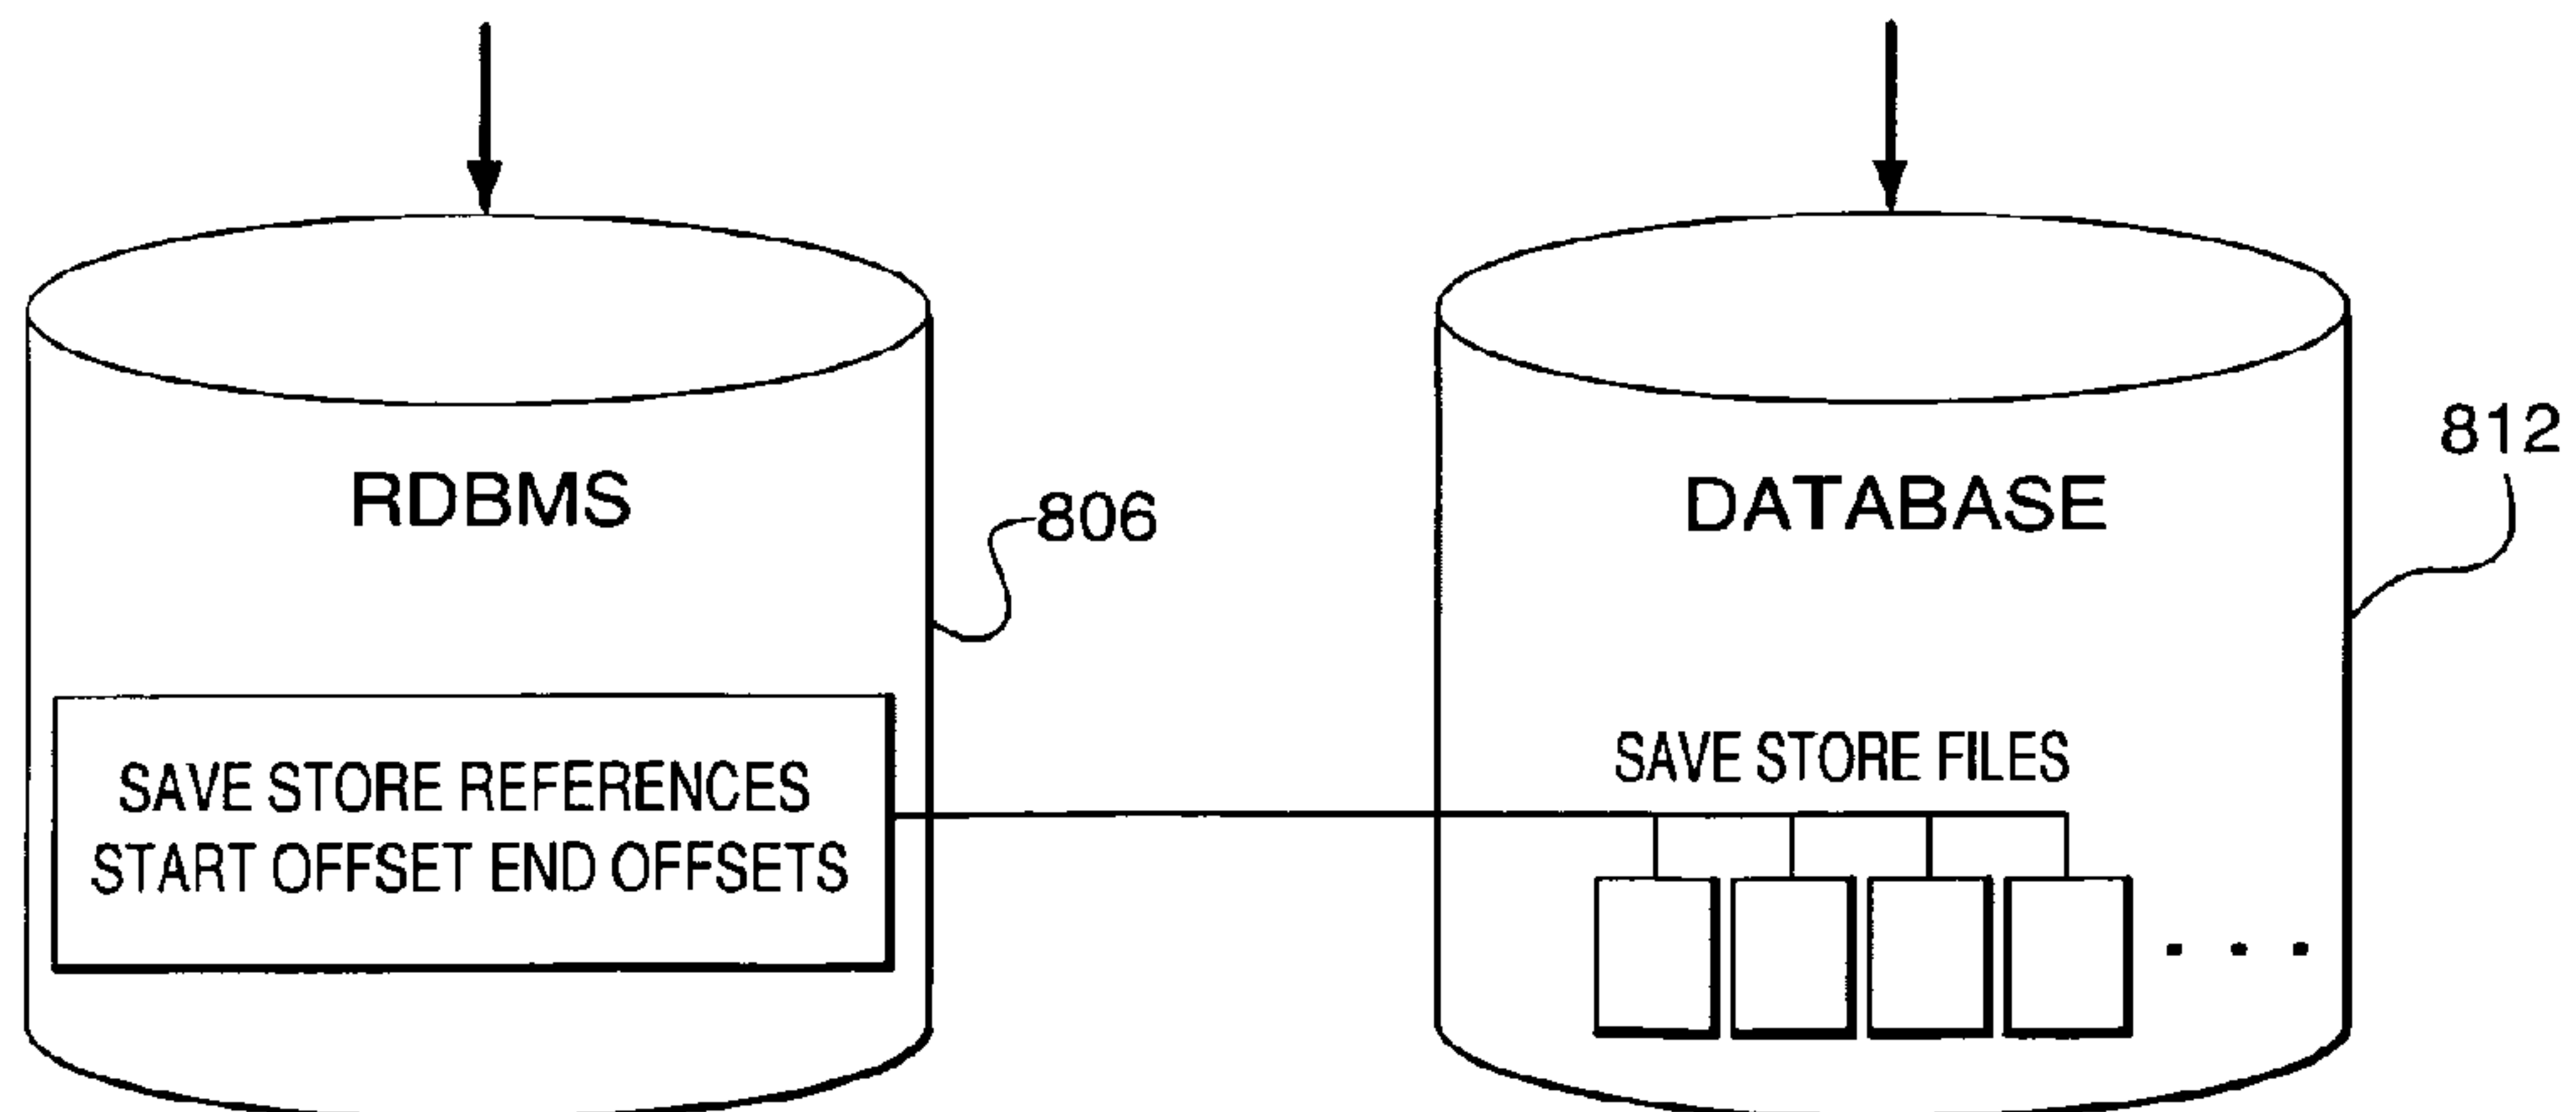 RDBMS
806
SAVE STORE REFERENCES
START OFFSET END OFFSETS
DATABASE
812
SAVE STORE FILES
. . .